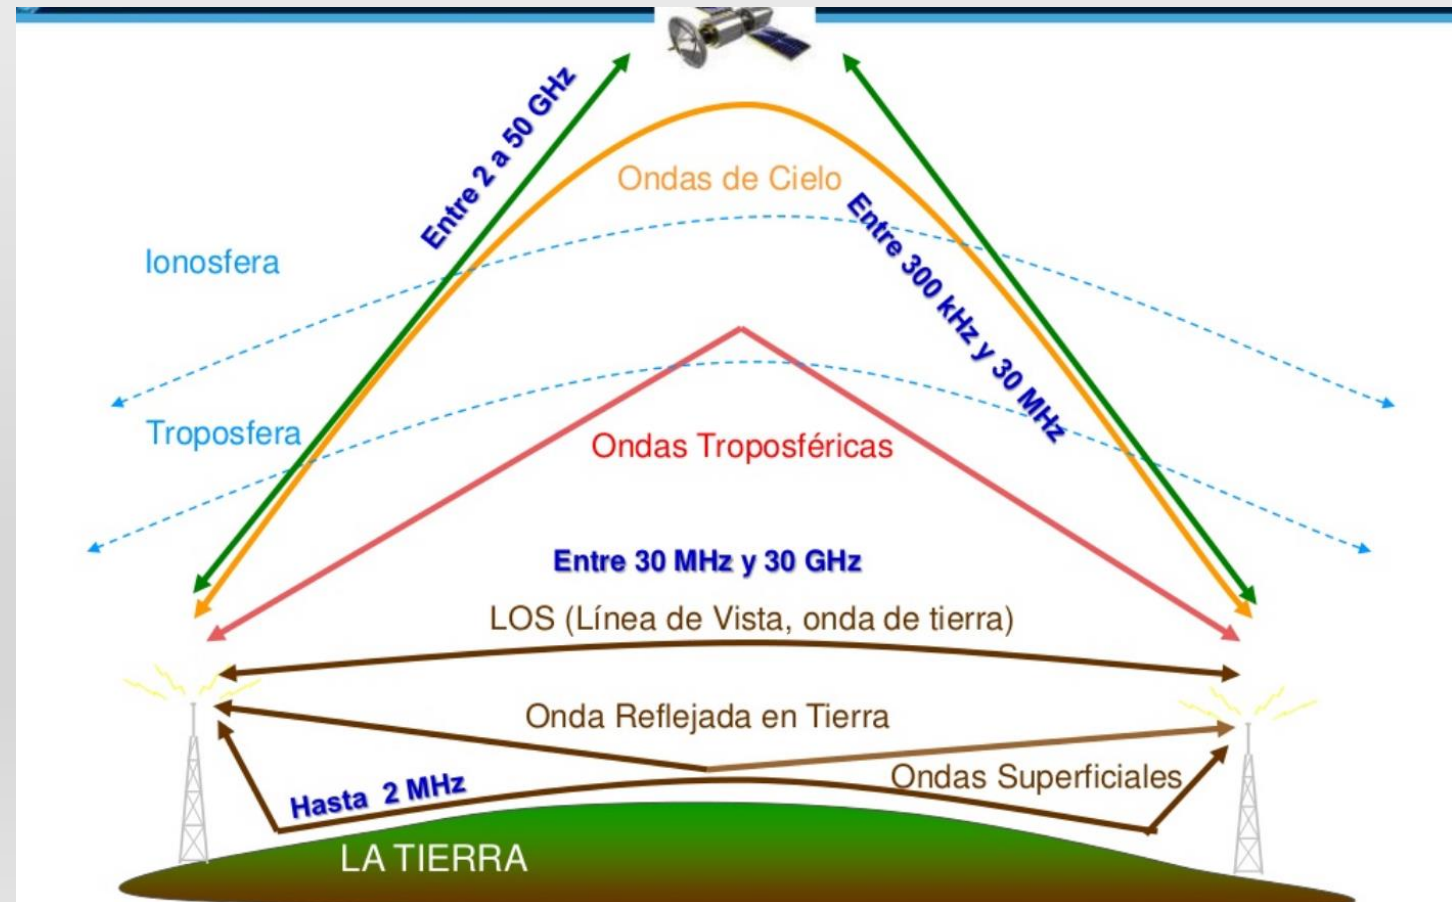 Entre 2 a 50 GHz
Ondas de Cielo
Entre 300 kHz y 30 MHz
Ionosfera
Troposfera
Ondas Troposféricas
Entre 30 MHz y 30 GHz
LOS (Línea de Vista, onda de tierra)
Onda Reflejada en Tierra
Ondas Superficiales
Hasta 2 MHz
LA TIERRA